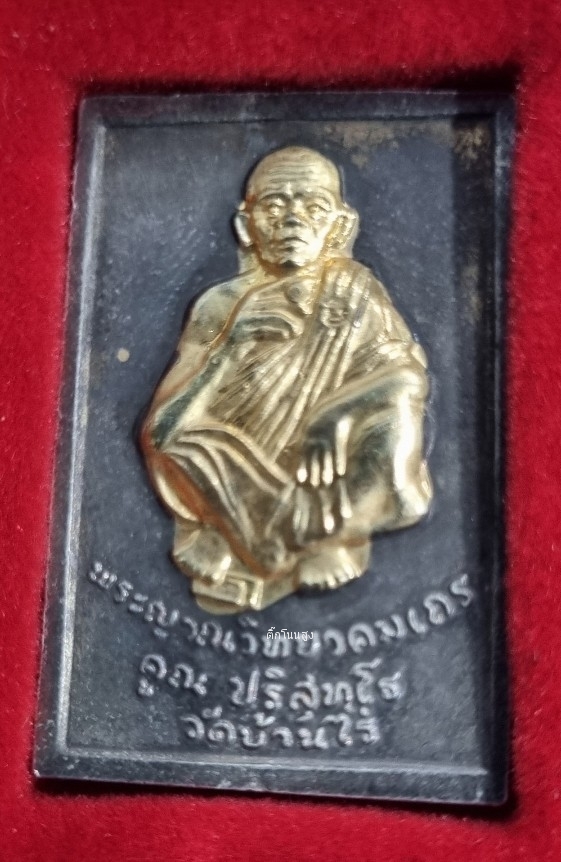 พระญาณวิทยาคมเถร
ติ๊กโนนสูง
คูณ ปริสุทฺโธ
วัดบ้านไร่